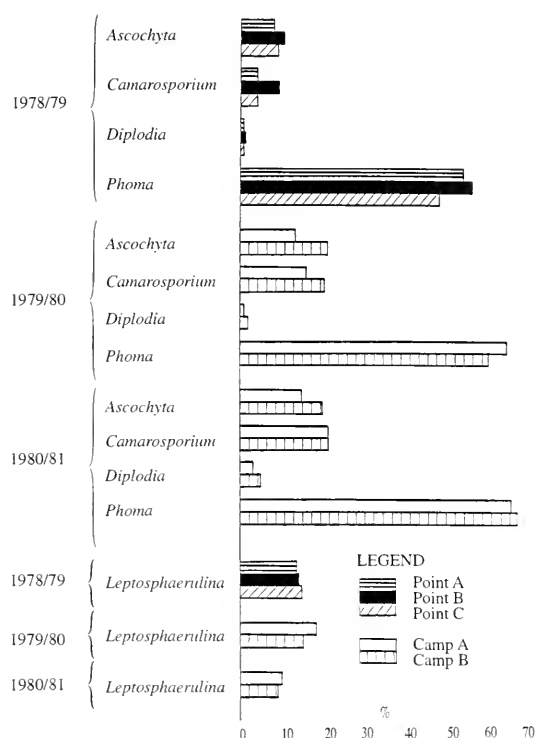 1978/79
Ascochyta
Camarosporium
Diplodia
Phoma
1979/80
Ascochyta
Camarosporium
Diplodia
Phoma
1980/81
Ascochyta
Camarosporium
Diplodia
Phoma
1978/79 Leptosphaerulina
1979/80 Leptosphaerulina
1980/81 Leptosphaerulina
LEGEND
Point A
Point B
Point C
Camp A
Camp B
%
0 10 20 30 40 50 60 70